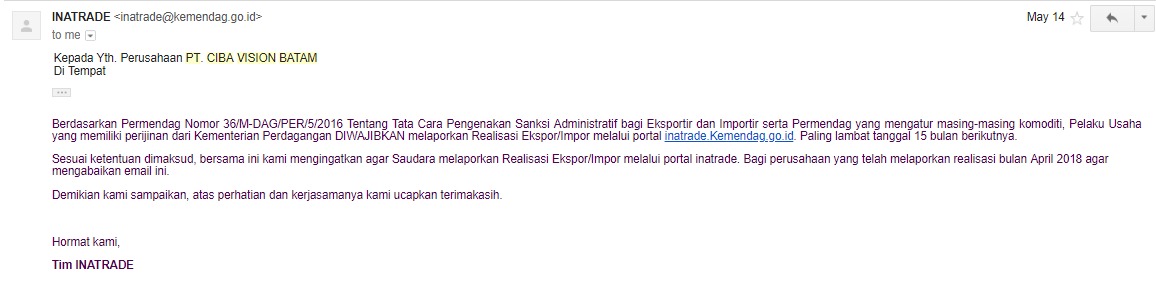 INATRADE <inatrade@kemendag.go.id>
May 14
to me
Kepada Yth. Perusahaan PT. CIBA VISION BATAM
Di Tempat
Berdasarkan Permendag Nomor 36/M-DAG/PER/5/2016 Tentang Tata Cara Pengenakan Sanksi Administratif bagi Eksportir dan Importir serta Permendag yang mengatur masing-masing komoditi, Pelaku Usaha
yang memiliki perijinan dari Kementerian Perdagangan DIWAJIBKAN melaporkan Realisasi Ekspor/Impor melalui portal inatrade.Kemendag.go.id. Paling lambat tanggal 15 bulan berikutnya.
Sesuai ketentuan dimaksud, bersama ini kami mengingatkan agar Saudara melaporkan Realisasi Ekspor/Impor melalui portal inatrade. Bagi perusahaan yang telah melaporkan realisasi bulan April 2018 agar
mengabaikan email ini.
Demikian kami sampaikan, atas perhatian dan kerjasamanya kami ucapkan terimakasih.
Hormat kami,
Tim INATRADE